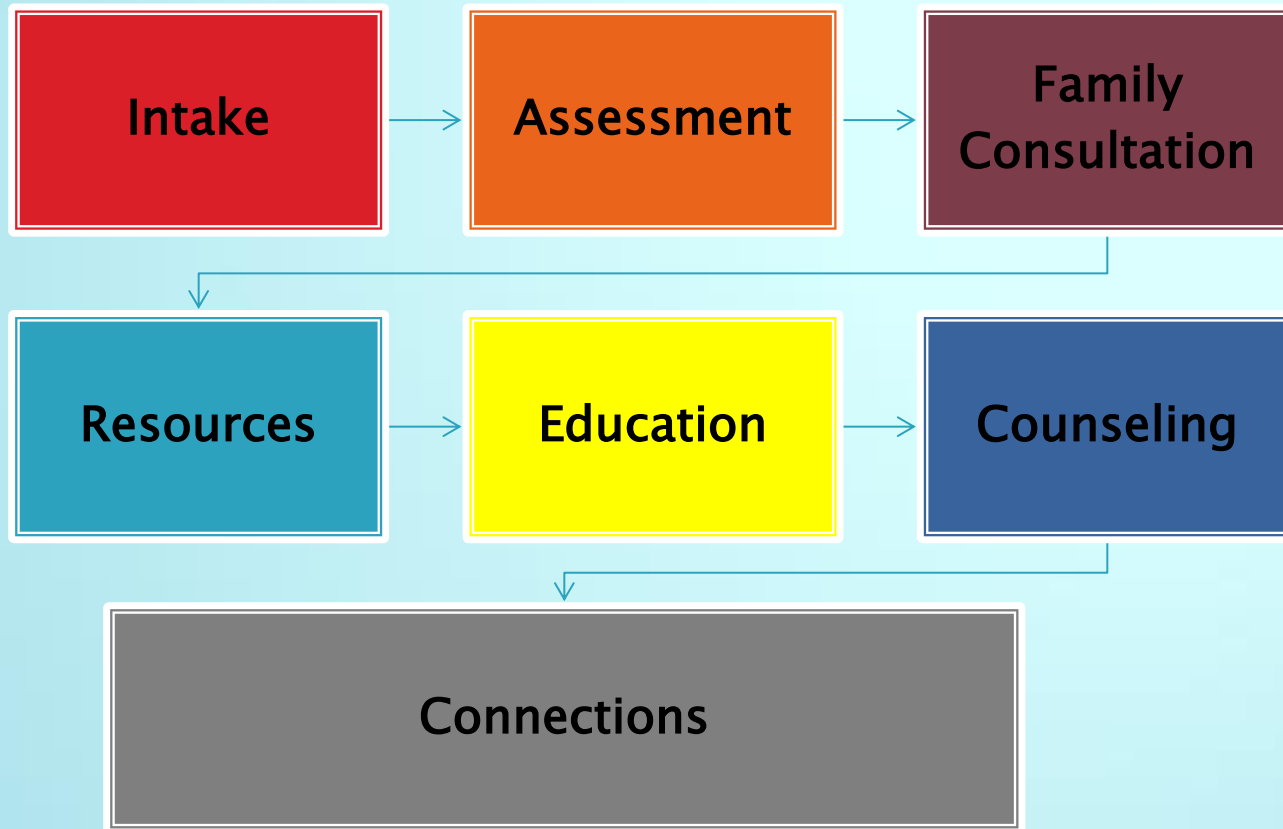 Intake
Assessment
Family
Consultation
Resources
Education
Counseling
Connections